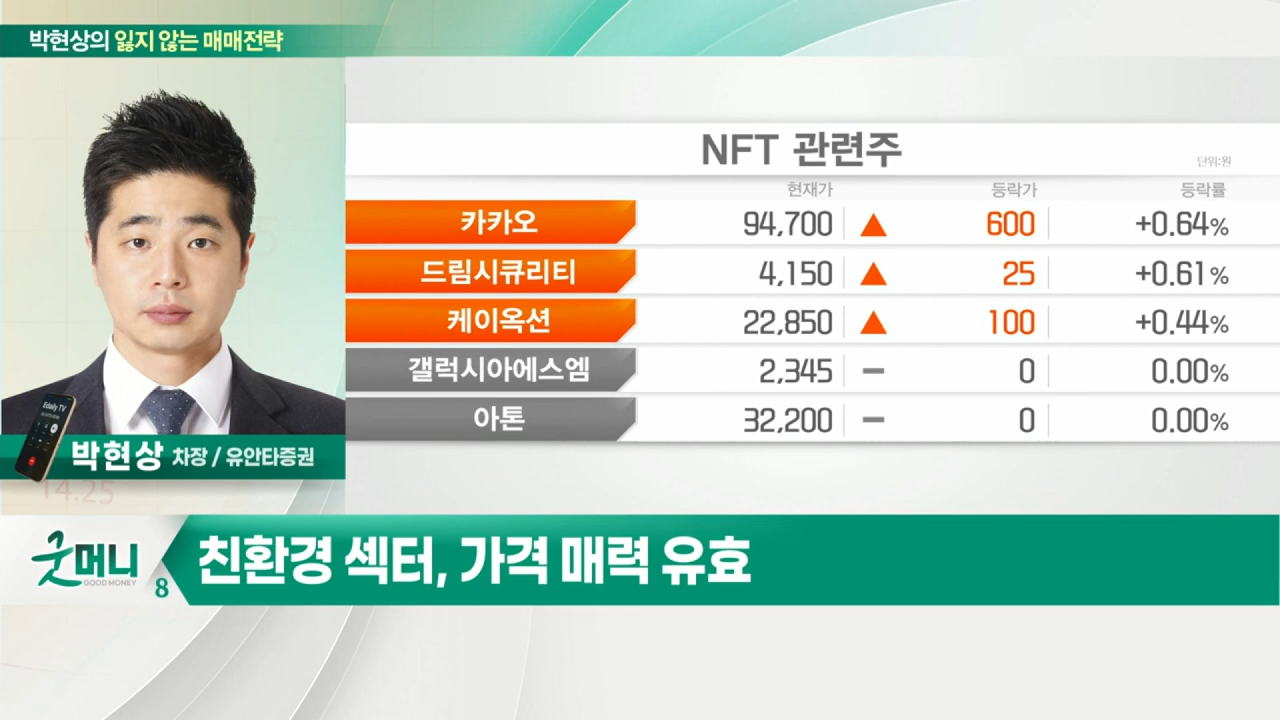 박현상의 잃지 않는 매매전략
NFT 관련주
단위:원
현재가 등락가 등락률
카카오 94,700 ▲ 600 +0.64%
드림시큐리티 4,150 ▲ 25 +0.61%
케이옥션 22,850 ▲ 100 +0.44%
갤럭시아에스엠 2,345 － 0 0.00%
아톤 32,200 － 0 0.00%
Edaily TV
박현상 차장 / 유안타증권
14.25
굿머니
GOOD MONEY
8
친환경 섹터, 가격 매력 유효